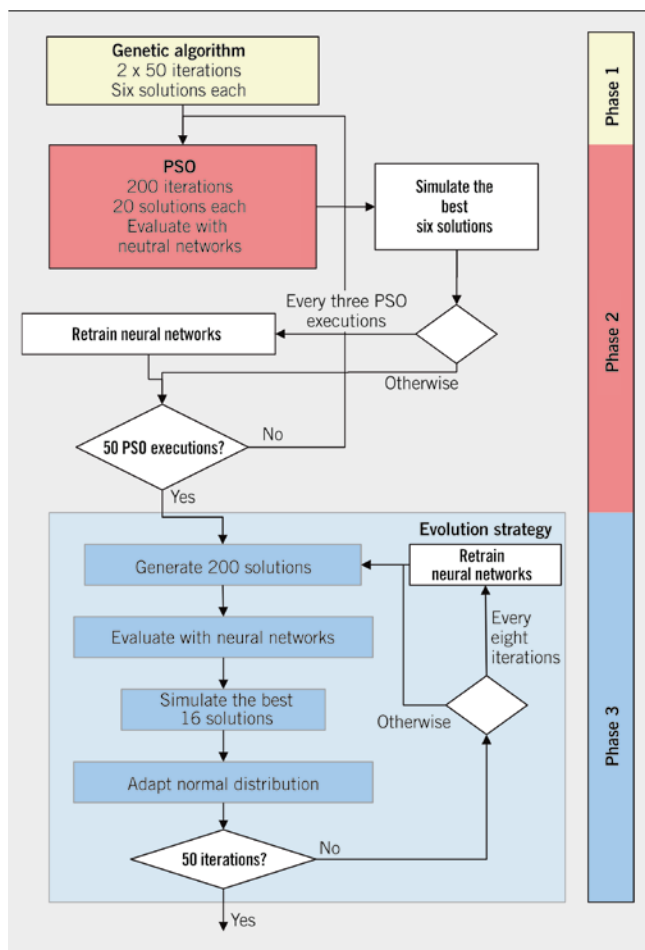 Genetic algorithm
2 x 50 iterations
Six solutions each
Phase 1
PSO
200 iterations
20 solutions each
Evaluate with
neutral networks
Simulate the
best
six solutions
Every three PSO
executions
Retrain neural networks
Otherwise
50 PSO executions?
No
Yes
Phase 2
Evolution strategy
Generate 200 solutions
Retrain
neural networks
Evaluate with neural networks
Every
eight
iterations
Simulate the best
16 solutions
Otherwise
Adapt normal distribution
50 iterations?
No
Yes
Phase 3